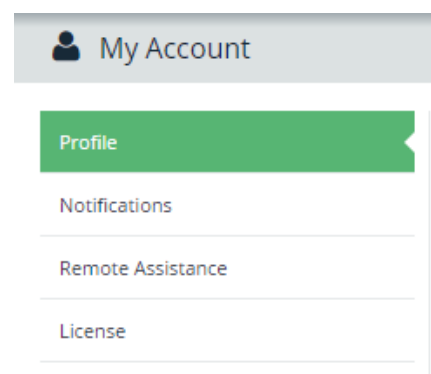 My Account
Profile
Notifications
Remote Assistance
License